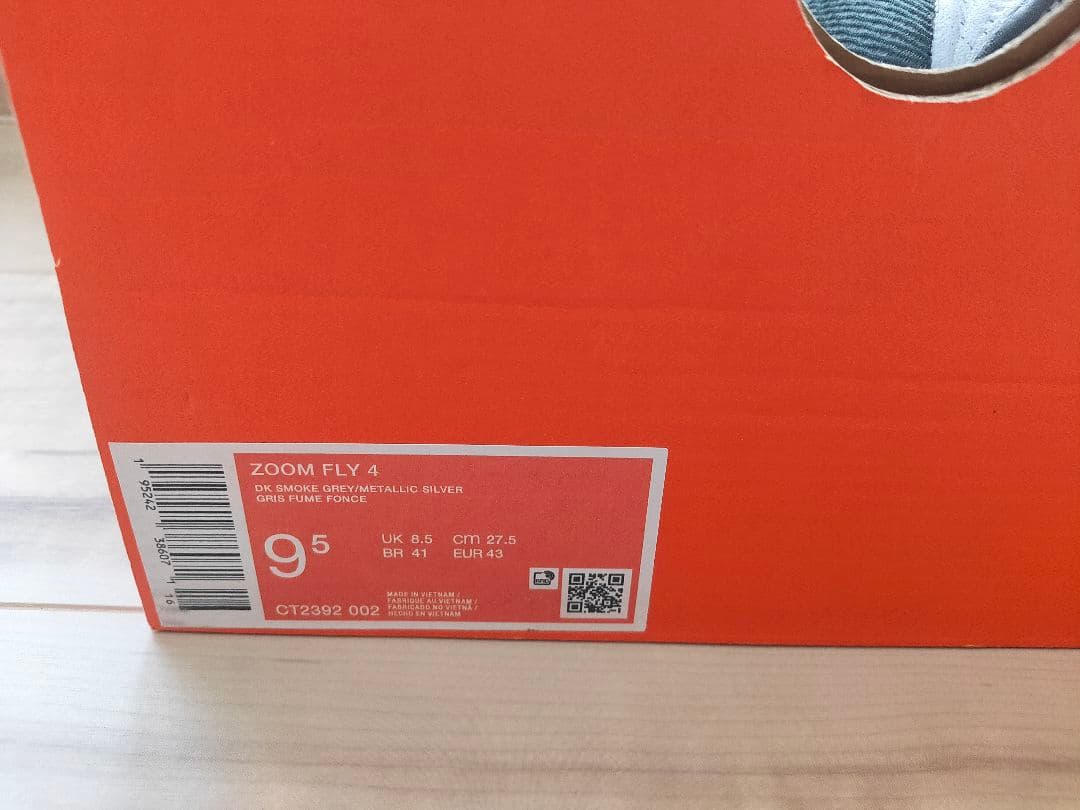 ZOOM FLY 4
DK SMOKE GREY/METALLIC SILVER
GRIS FUME FONCE
9⁵
UK 8.5 cm 27.5
BR 41 EUR 43
CT2392 002
MADE IN VIETNAM /
FABRIQUE AU VIETNAM /
FABRICADO NO VIETNÃ /
HECHO EN VIETNAM
1 95242 38607 1 16